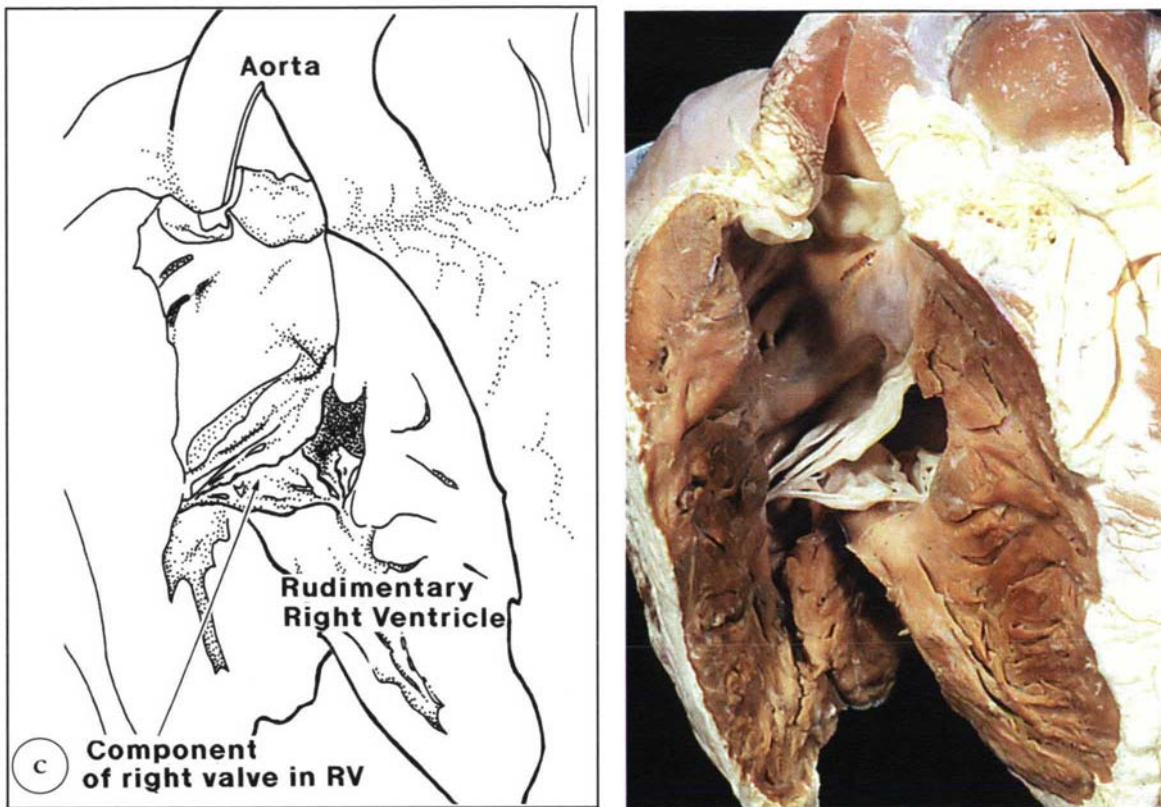 Aorta
Rudimentary
Right Ventricle
c
Component
of right valve in RV